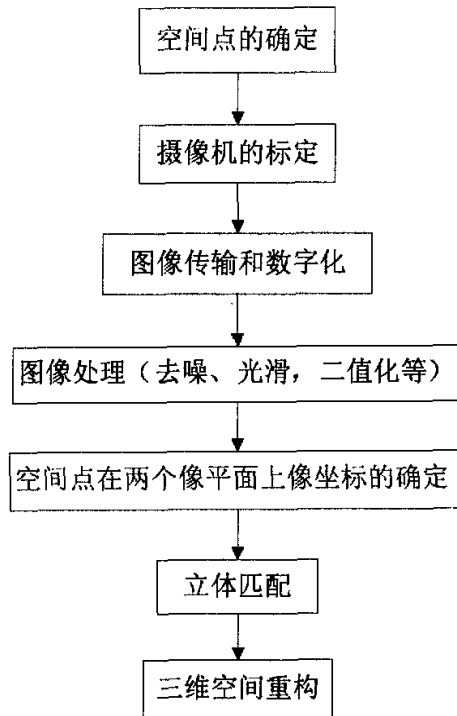 空间点的确定
摄像机的标定
图像传输和数字化
图像处理（去噪、光滑，二值化等）
空间点在两个像平面上像坐标的确定
立体匹配
三维空间重构